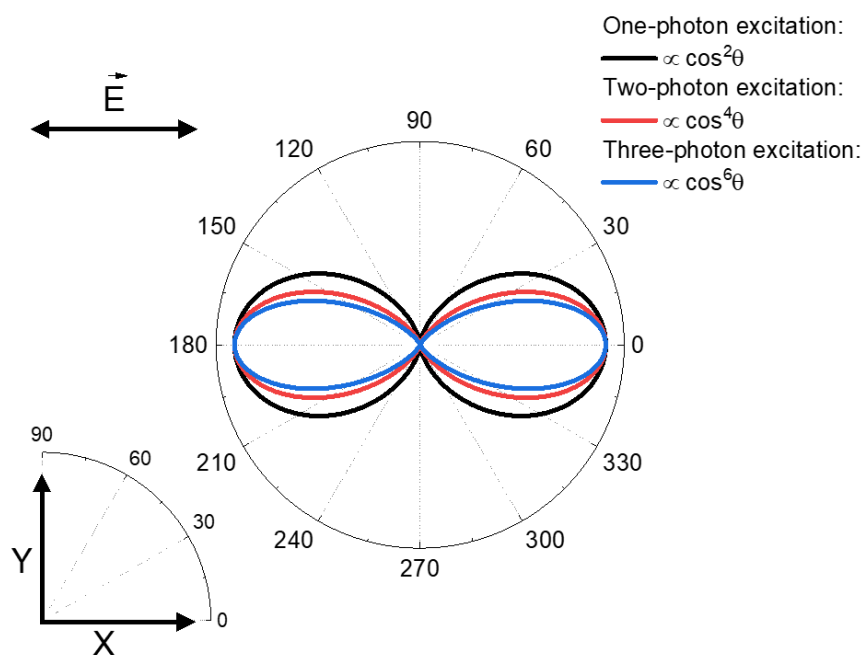 One-photon excitation:
∝ cos²θ
Two-photon excitation:
∝ cos⁴θ
Three-photon excitation:
∝ cos⁶θ
E⃗
90
120
60
150
30
180
0
210
330
240
300
270
90
60
30
0
Y
X